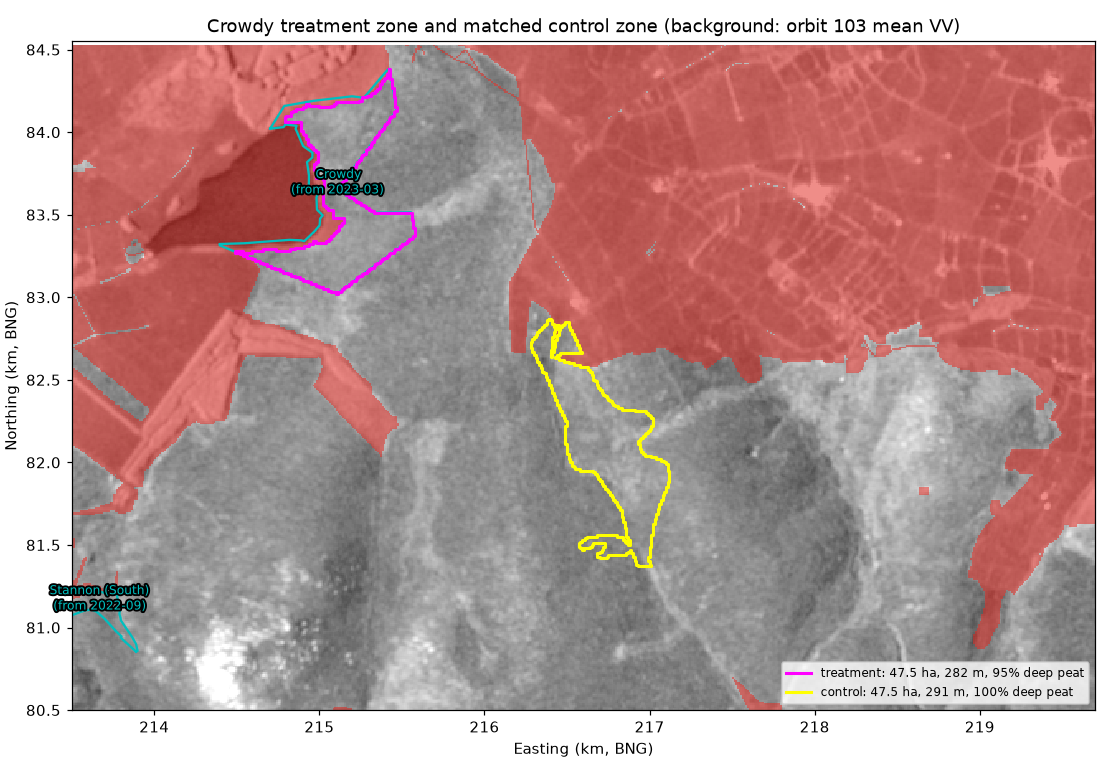 Crowdy treatment zone and matched control zone (background: orbit 103 mean VV)
84.5
84.0
83.5
83.0
82.5
82.0
81.5
81.0
80.5
Northing (km, BNG)
Crowdy
(from 2023-03)
Stannon (South)
(from 2022-09)
treatment: 47.5 ha, 282 m, 95% deep peat
control: 47.5 ha, 291 m, 100% deep peat
214
215
216
217
218
219
Easting (km, BNG)